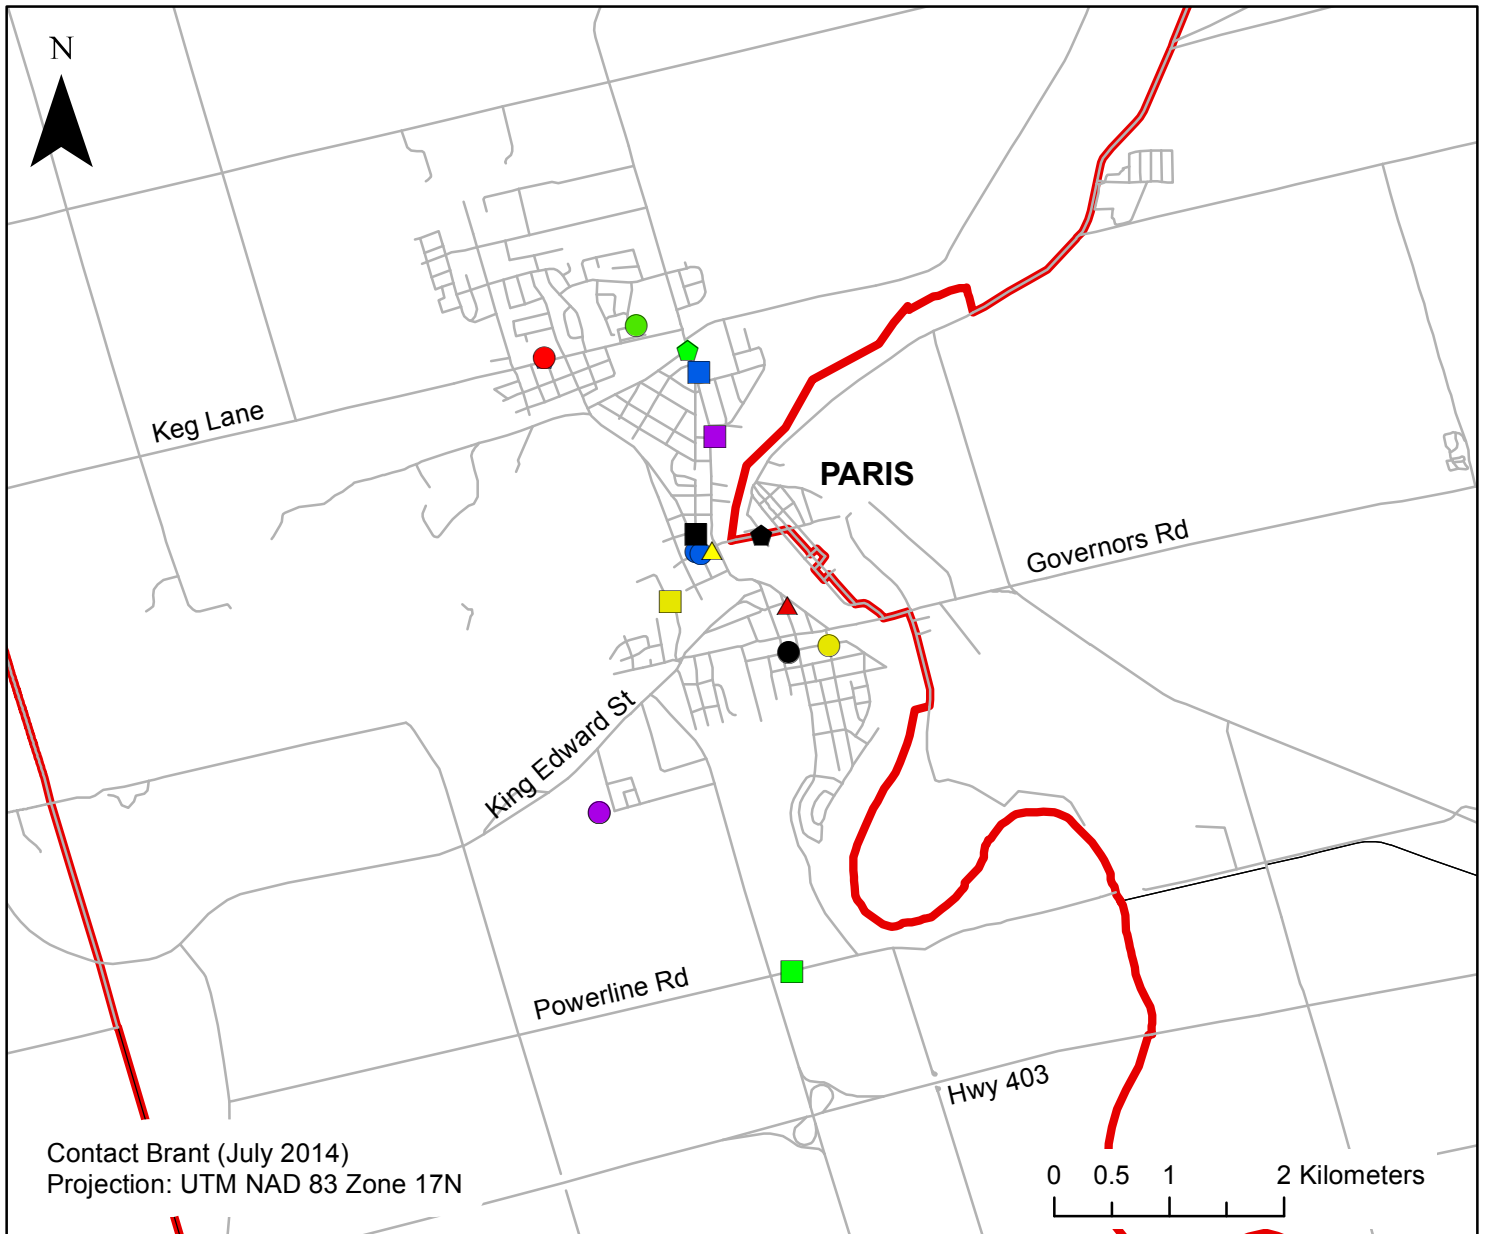 N
Keg Lane
PARIS
Governors Rd
King Edward St
Powerline Rd
Hwy 403
Contact Brant (July 2014)
Projection: UTM NAD 83 Zone 17N
0 0.5 1 2 Kilometers